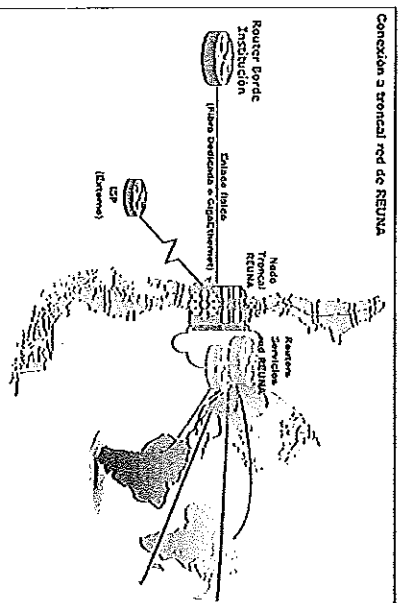 Conexión a troncal red de REUNA
Router Borde
Institución
Enlace físico
(Fibra Dedicada o GigaEthernet)
ISP
(Externo)
Nodo
Troncal
REUNA
Routers
Servicios
red REUNA